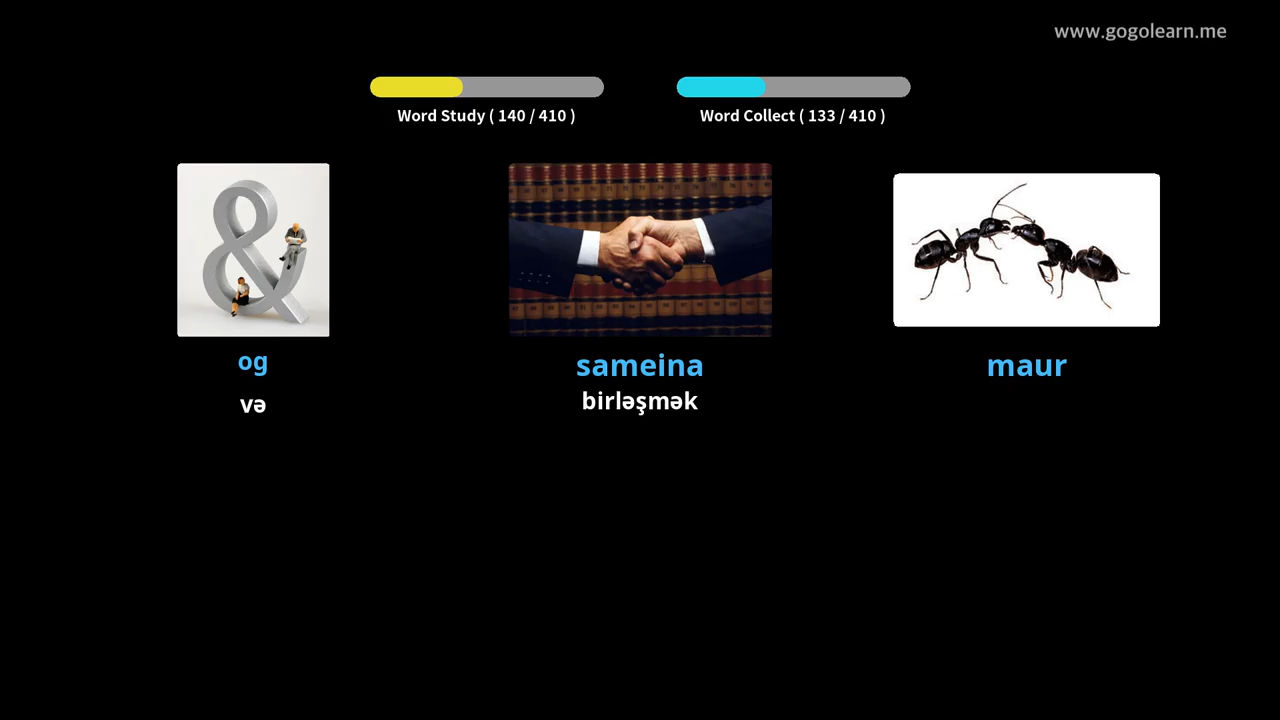 www.gogolearn.me
Word Study ( 140 / 410 )
Word Collect ( 133 / 410 )
&
og
və
sameina
birləşmək
maur